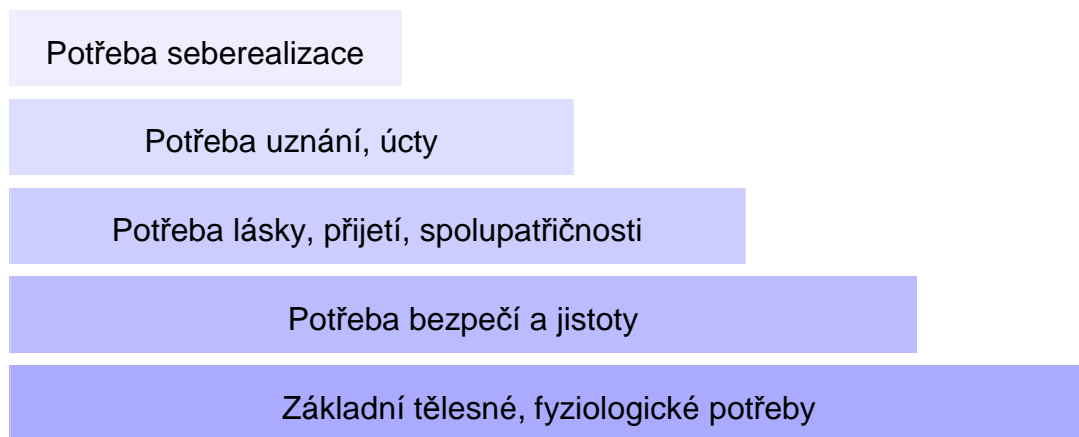 Potřeba seberealizace
Potřeba uznání, úcty
Potřeba lásky, přijetí, spolupatřičnosti
Potřeba bezpečí a jistoty
Základní tělesné, fyziologické potřeby